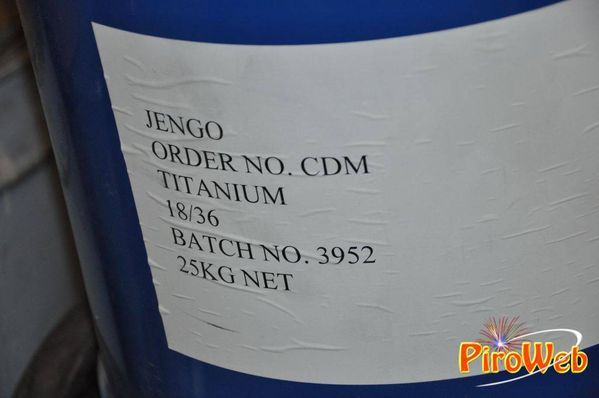 JENGO
ORDER NO. CDM
TITANIUM
18/36
BATCH NO. 3952
25KG NET
PiroWeb